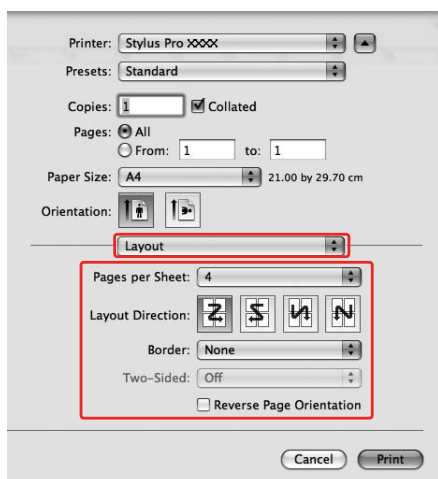 Printer: Stylus Pro XXXX
Presets: Standard
Copies: 1 Collated
Pages: All
From: 1 to: 1
Paper Size: A4 21.00 by 29.70 cm
Orientation:
Layout
Pages per Sheet: 4
Layout Direction:
Border: None
Two-Sided: Off
Reverse Page Orientation
Cancel Print